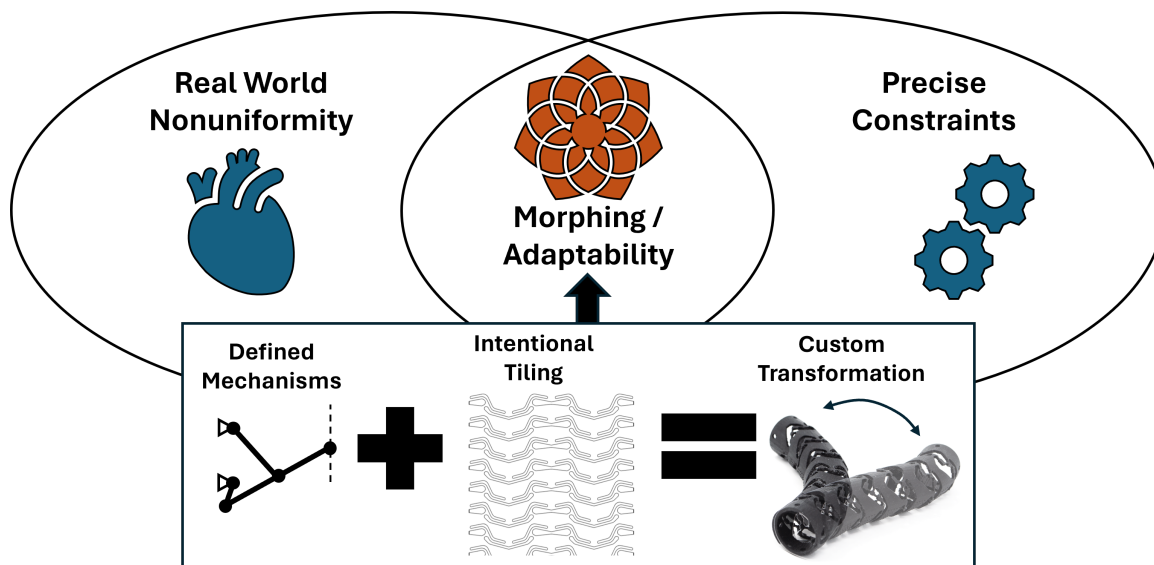 Real World
Nonuniformity
Morphing /
Adaptability
Precise
Constraints
Defined
Mechanisms
Intentional
Tiling
Custom
Transformation